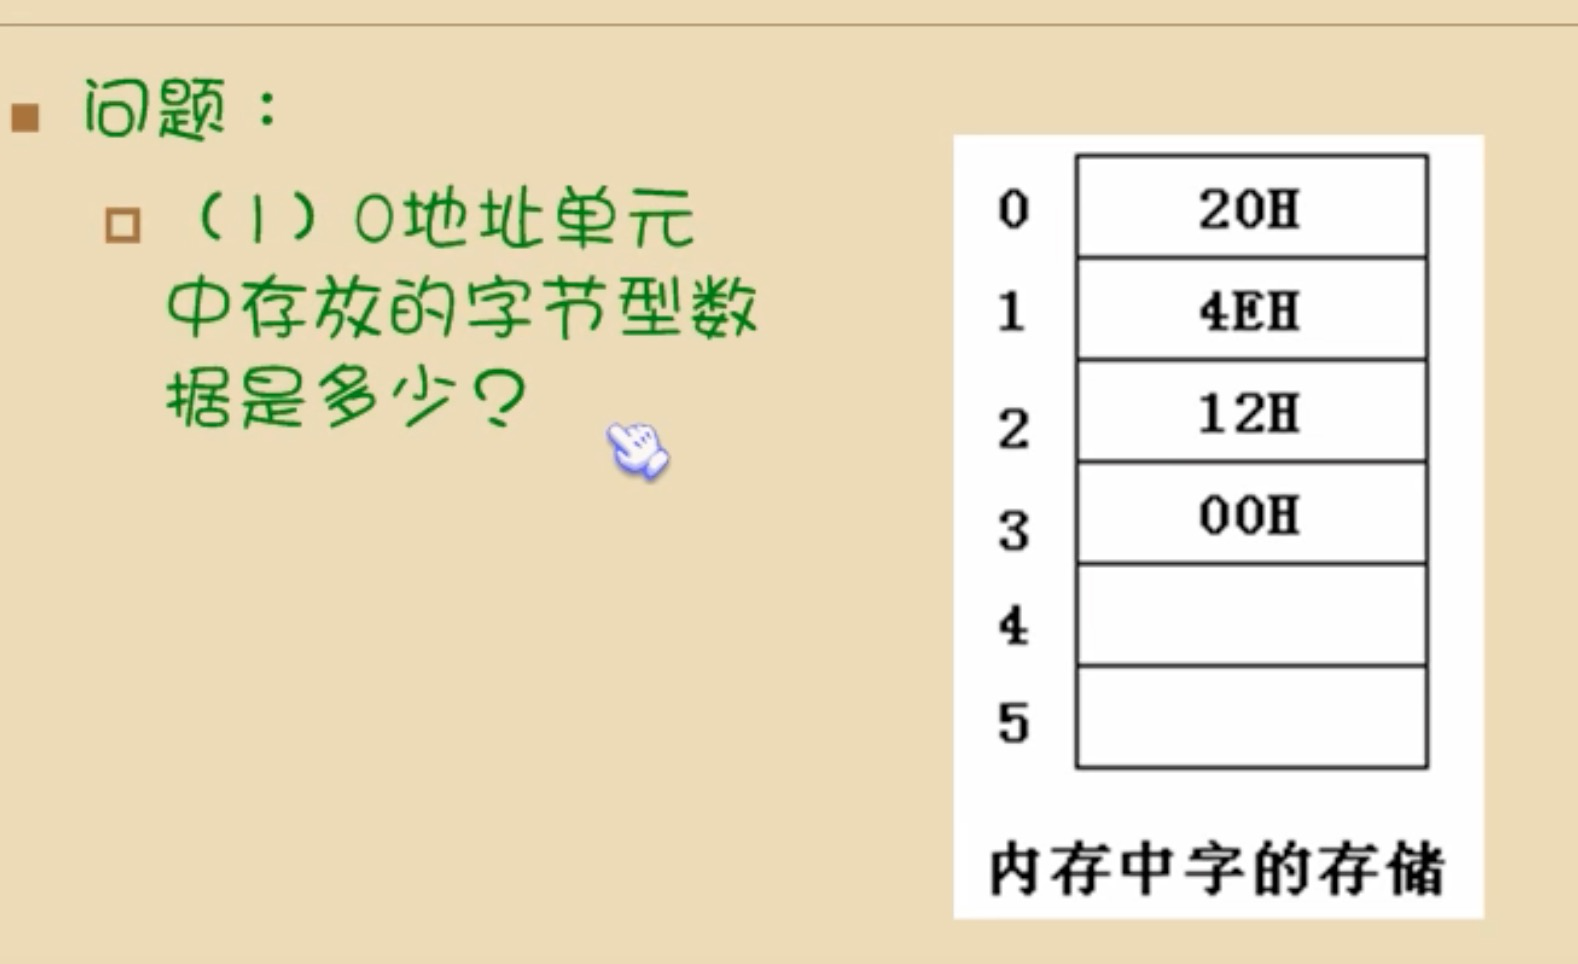 问题：
（1）0地址单元
中存放的字节型数
据是多少？
0 20H
1 4EH
2 12H
3 00H
4
5
内存中字的存储